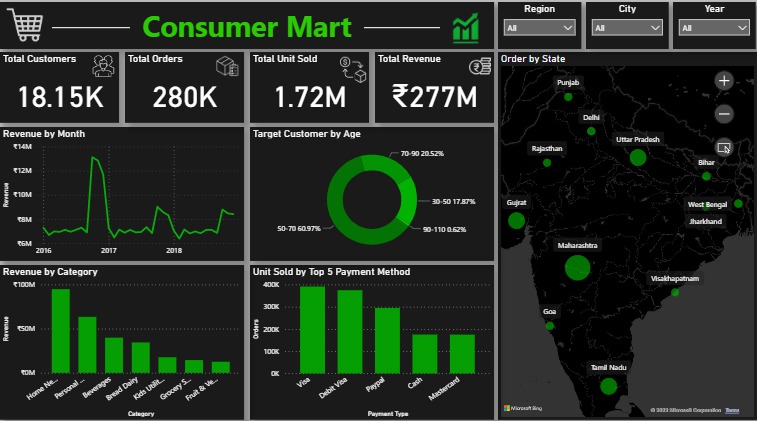 Consumer Mart
Region
City
Year
All
All
All
Total Customers
18.15K
Total Orders
280K
Total Unit Sold
1.72M
Total Revenue
₹277M
Revenue by Month
₹14M
₹12M
₹10M
₹8M
₹6M
Revenue
2016
2017
2018
Target Customer by Age
70-90 20.52%
30-50 17.87%
50-70 60.97%
90-110 0.62%
Revenue by Category
₹100M
₹50M
₹0M
Revenue
Home Ne...
Personal ...
Beverages
Bread Daily
Kids Utilit...
Grocery S...
Fruit & Ve...
Category
Unit Sold by Top 5 Payment Method
400K
300K
200K
100K
0K
Orders
Visa
Debit Visa
Paypal
Cash
Mastercard
Payment Type
Order by State
Punjab
Delhi
Uttar Pradesh
Rajasthan
Bihar
Gujrat
West Bengal
Jharkhand
Maharashtra
Visakhapatnam
Goa
Tamil Nadu
Microsoft Bing
© 2023 Microsoft Corporation Terms